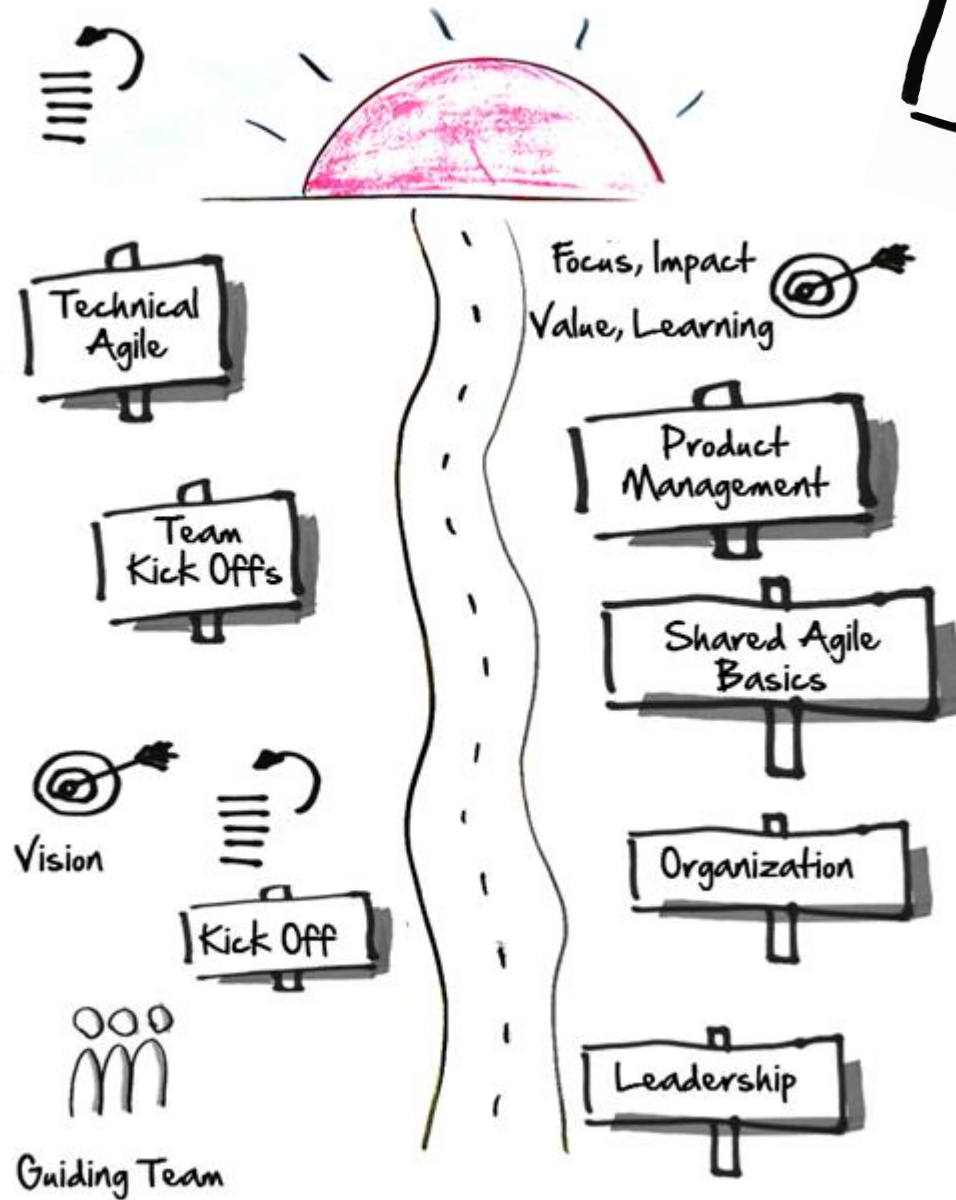 Focus, Impact
Value, Learning
Technical
Agile
Product
Management
Team
Kick Offs
Shared Agile
Basics
Vision
Organization
Kick Off
Leadership
Guiding Team